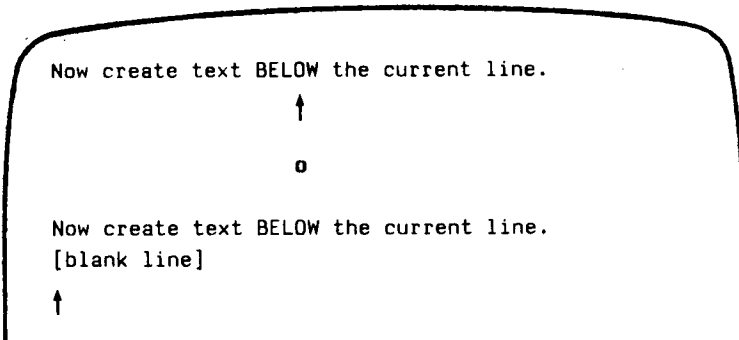 Now create text BELOW the current line.
o
Now create text BELOW the current line.
[blank line]